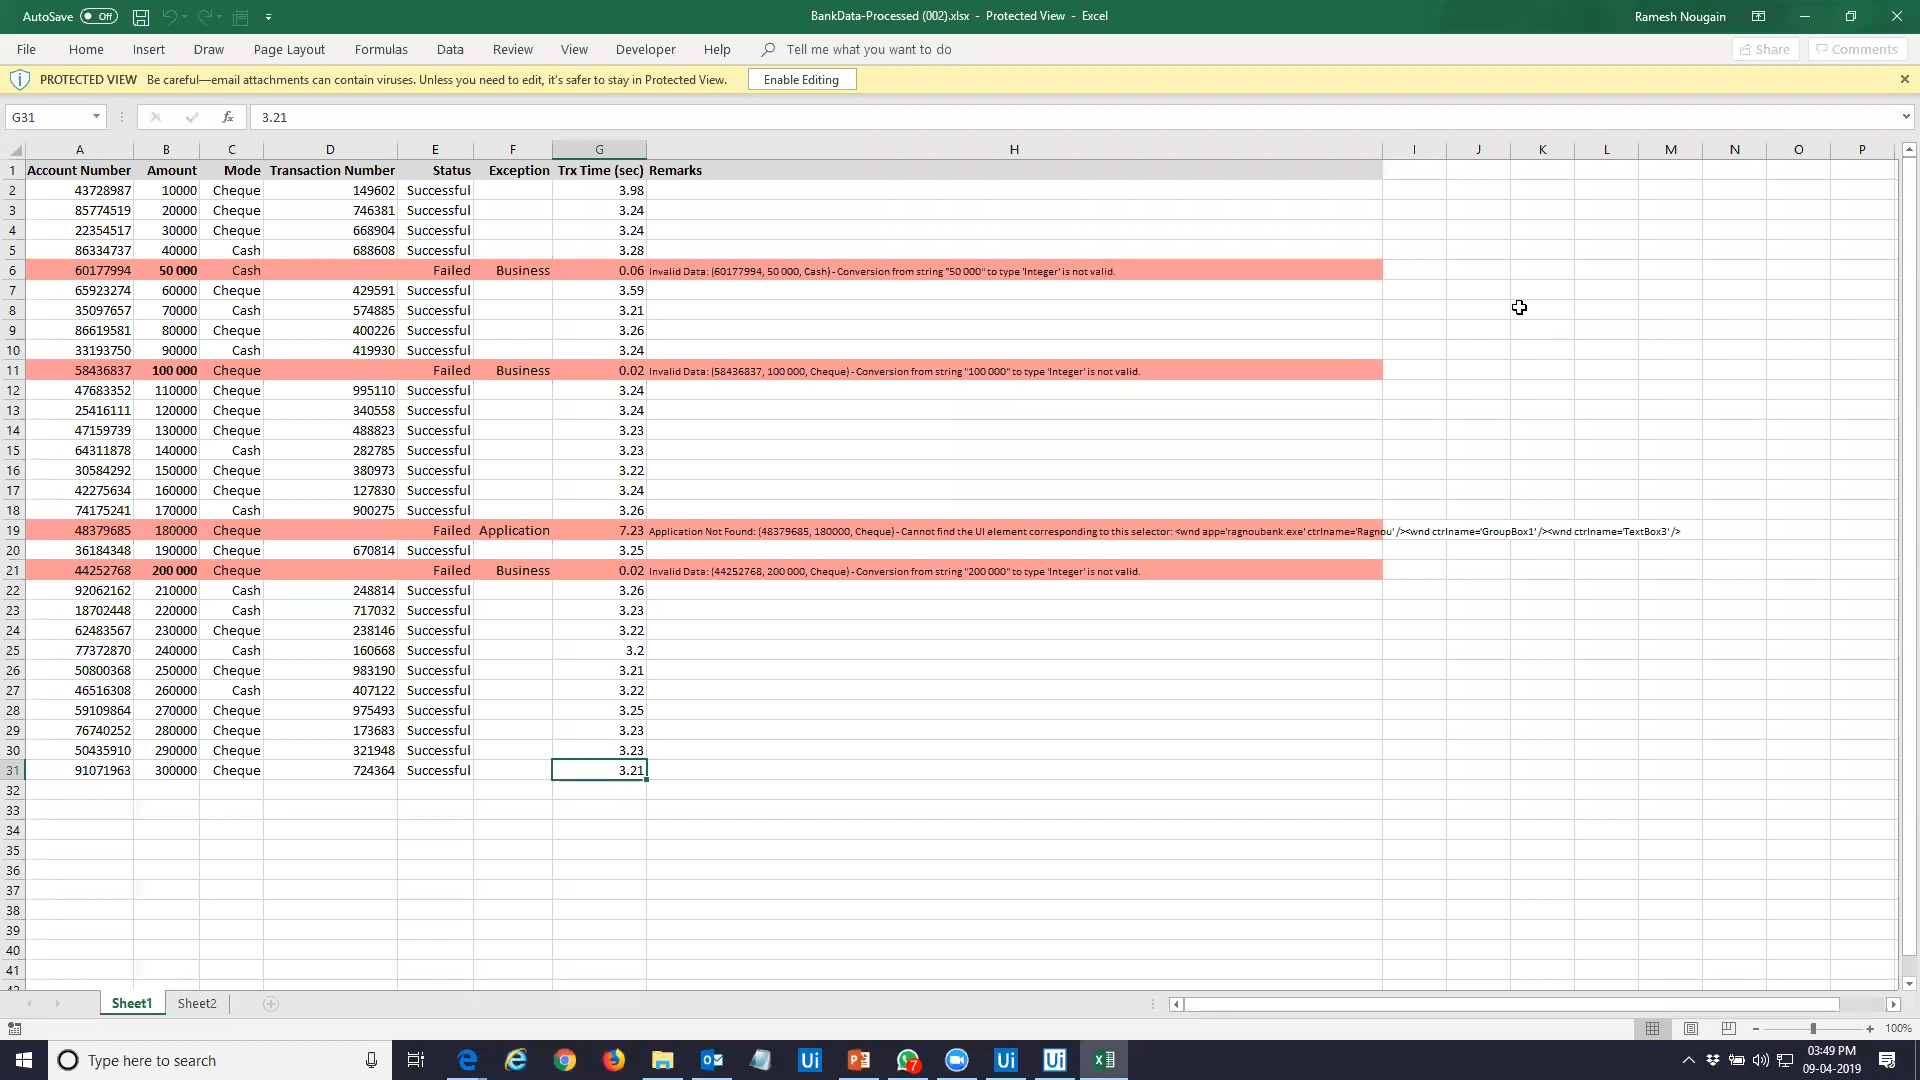 AutoSave Off BankData-Processed (002).xlsx - Protected View - Excel Ramesh Nougain
File Home Insert Draw Page Layout Formulas Data Review View Developer Help Tell me what you want to do Share Comments
PROTECTED VIEW Be careful—email attachments can contain viruses. Unless you need to edit, it's safer to stay in Protected View. Enable Editing
G31 fx 3.21
A B C D E F G H I J K L M N O P
1 Account Number Amount Mode Transaction Number Status Exception Trx Time (sec) Remarks
2 43728987 10000 Cheque 149602 Successful 3.98
3 85774519 20000 Cheque 746381 Successful 3.24
4 22354517 30000 Cheque 668904 Successful 3.24
5 86334737 40000 Cash 688608 Successful 3.28
6 60177994 50 000 Cash Failed Business 0.06 Invalid Data: (60177994, 50 000, Cash) - Conversion from string "50 000" to type 'Integer' is not valid.
7 65923274 60000 Cheque 429591 Successful 3.59
8 35097657 70000 Cash 574885 Successful 3.21
9 86619581 80000 Cheque 400226 Successful 3.26
10 33193750 90000 Cash 419930 Successful 3.24
11 58436837 100 000 Cheque Failed Business 0.02 Invalid Data: (58436837, 100 000, Cheque) - Conversion from string "100 000" to type 'Integer' is not valid.
12 47683352 110000 Cheque 995110 Successful 3.24
13 25416111 120000 Cheque 340558 Successful 3.24
14 47159739 130000 Cheque 488823 Successful 3.23
15 64311878 140000 Cash 282785 Successful 3.23
16 30584292 150000 Cheque 380973 Successful 3.22
17 42275634 160000 Cheque 127830 Successful 3.24
18 74175241 170000 Cash 900275 Successful 3.26
19 48379685 180000 Cheque Failed Application 7.23 Application Not Found: (48379685, 180000, Cheque) - Cannot find the UI element corresponding to this selector: <wnd app='ragnoubank.exe' ctrlname='Ragnou' /><wnd ctrlname='GroupBox1' /><wnd ctrlname='TextBox3' />
20 36184348 190000 Cheque 670814 Successful 3.25
21 44252768 200 000 Cheque Failed Business 0.02 Invalid Data: (44252768, 200 000, Cheque) - Conversion from string "200 000" to type 'Integer' is not valid.
22 92062162 210000 Cash 248814 Successful 3.26
23 18702448 220000 Cash 717032 Successful 3.23
24 62483567 230000 Cheque 238146 Successful 3.22
25 77372870 240000 Cash 160668 Successful 3.2
26 50800368 250000 Cheque 983190 Successful 3.21
27 46516308 260000 Cash 407122 Successful 3.22
28 59109864 270000 Cheque 975493 Successful 3.25
29 76740252 280000 Cheque 173683 Successful 3.23
30 50435910 290000 Cheque 321948 Successful 3.23
31 91071963 300000 Cheque 724364 Successful 3.21
32
33
34
35
36
37
38
39
40
41
Sheet1 Sheet2
100%
Type here to search
Ui 7 Ui Ui
03:49 PM
09-04-2019